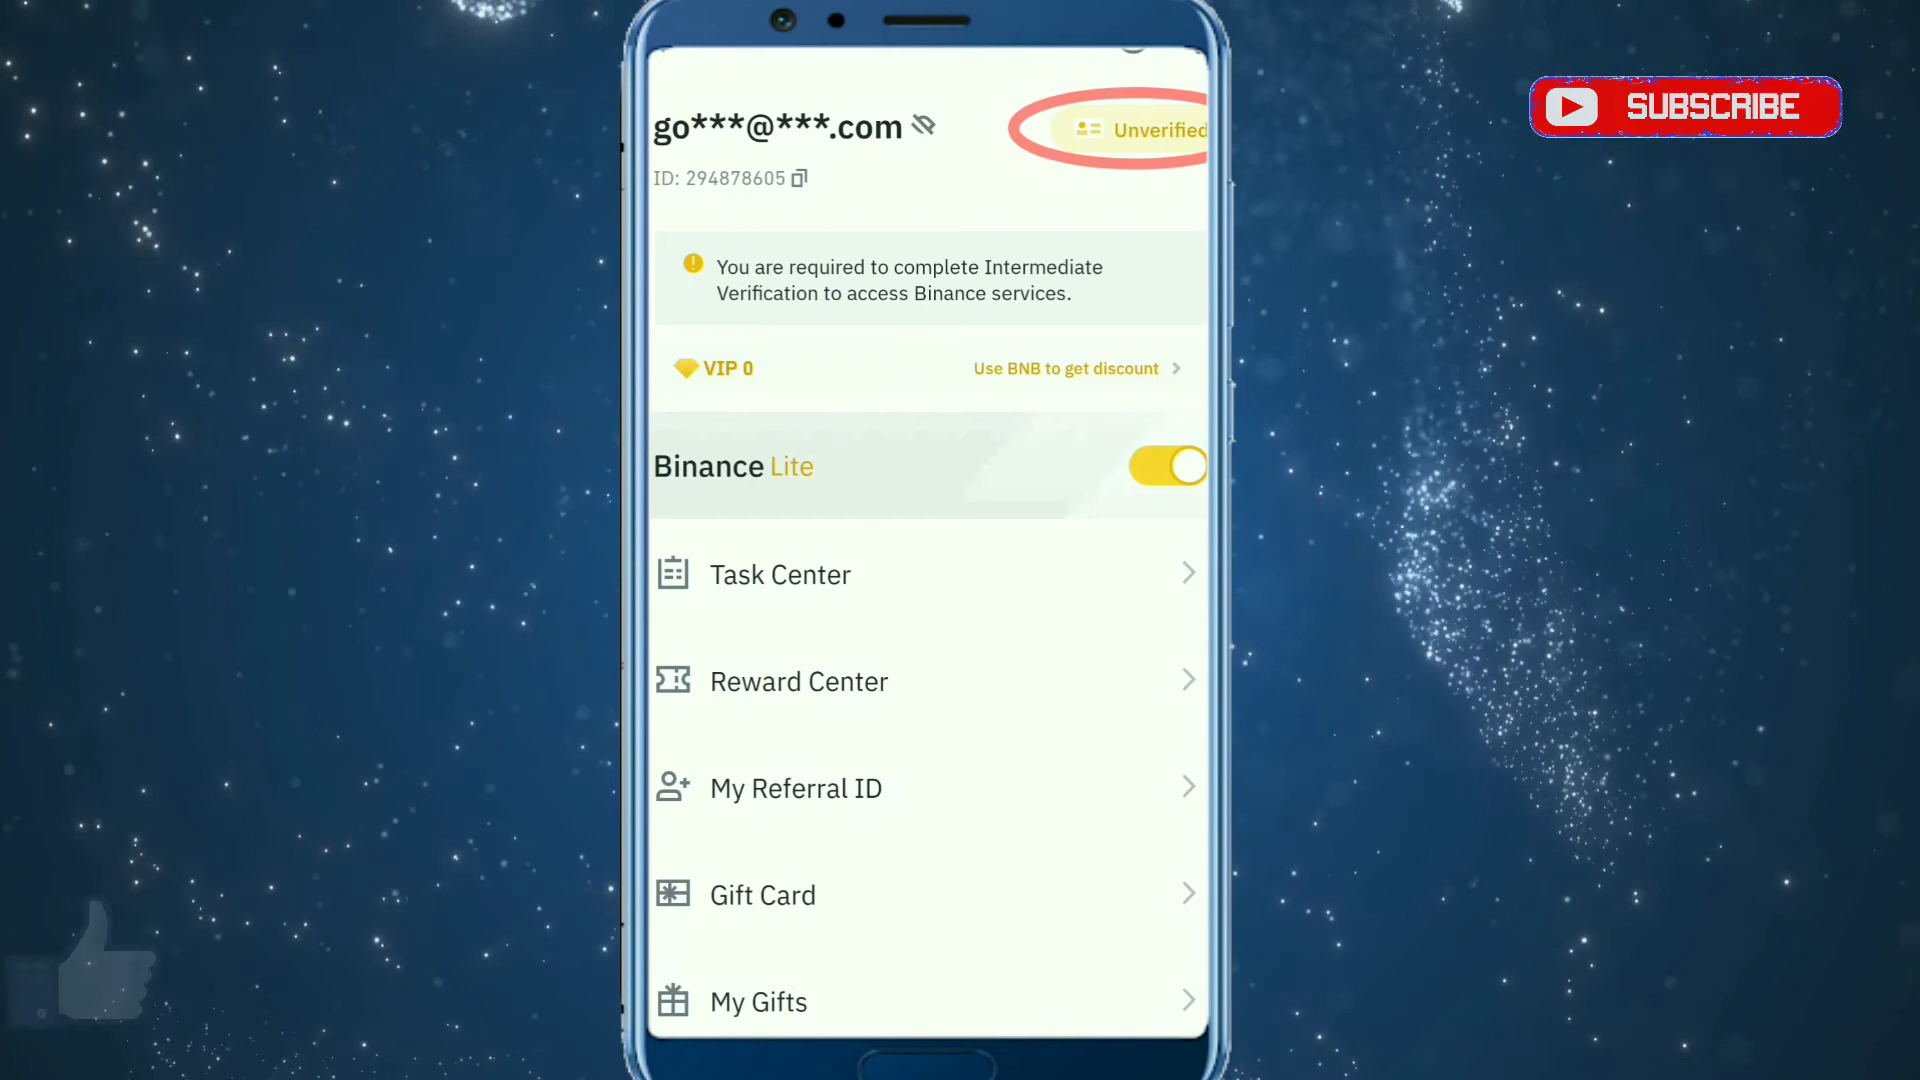 SUBSCRIBE
go***@***.com
Unverified
ID: 294878605
You are required to complete Intermediate
Verification to access Binance services.
VIP 0
Use BNB to get discount
Binance Lite
Task Center
Reward Center
My Referral ID
Gift Card
My Gifts